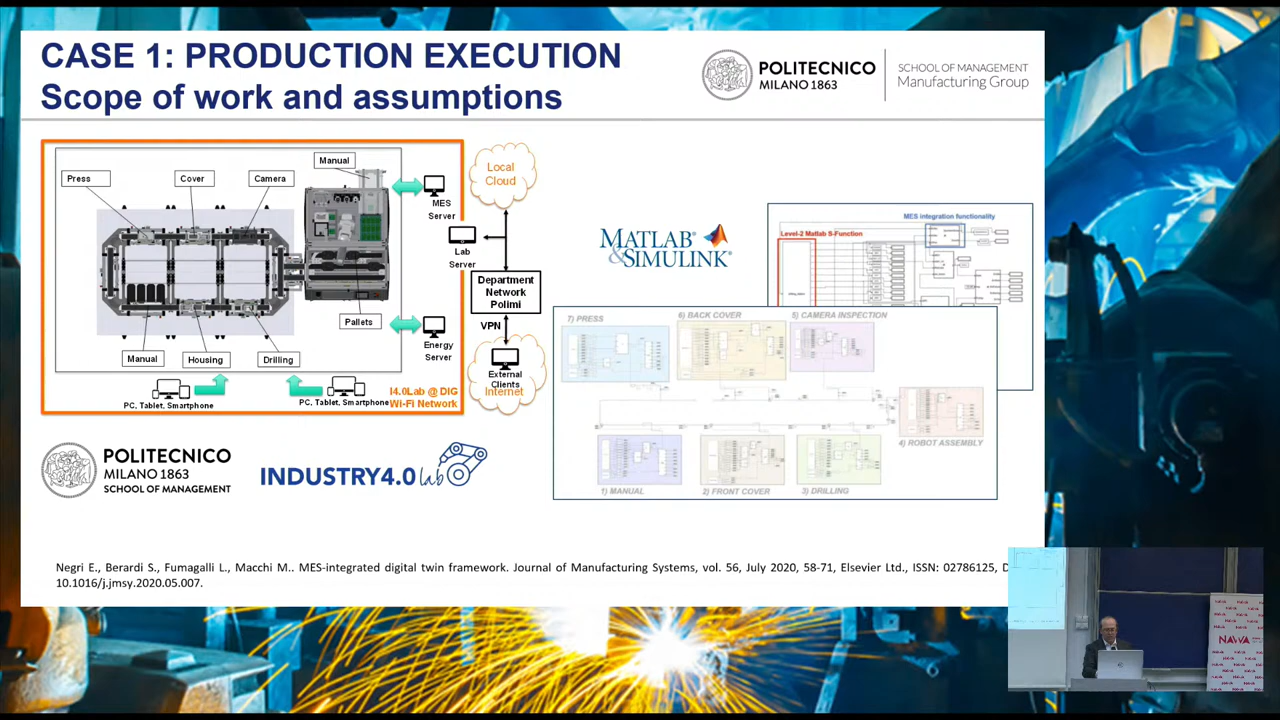 CASE 1: PRODUCTION EXECUTION
Scope of work and assumptions
POLITECNICO
MILANO 1863
SCHOOL OF MANAGEMENT
Manufacturing Group
Press
Cover
Camera
Manual
Pallets
Manual
Housing
Drilling
PC, Tablet, Smartphone
PC, Tablet, Smartphone
MES
Server
Lab
Server
Energy
Server
I4.0Lab @ DIG
Wi-Fi Network
Local
Cloud
Department
Network
Polimi
VPN
External
Clients
Internet
MATLAB®
&SIMULINK®
MES integration functionality
Level-2 Matlab S-Function
7) PRESS
6) BACK COVER
5) CAMERA INSPECTION
4) ROBOT ASSEMBLY
1) MANUAL
2) FRONT COVER
3) DRILLING
POLITECNICO
MILANO 1863
SCHOOL OF MANAGEMENT
INDUSTRY4.0 lab
Negri E., Berardi S., Fumagalli L., Macchi M.. MES-integrated digital twin framework. Journal of Manufacturing Systems, vol. 56, July 2020, 58-71, Elsevier Ltd., ISSN: 02786125, D
10.1016/j.jmsy.2020.05.007.
NAWA